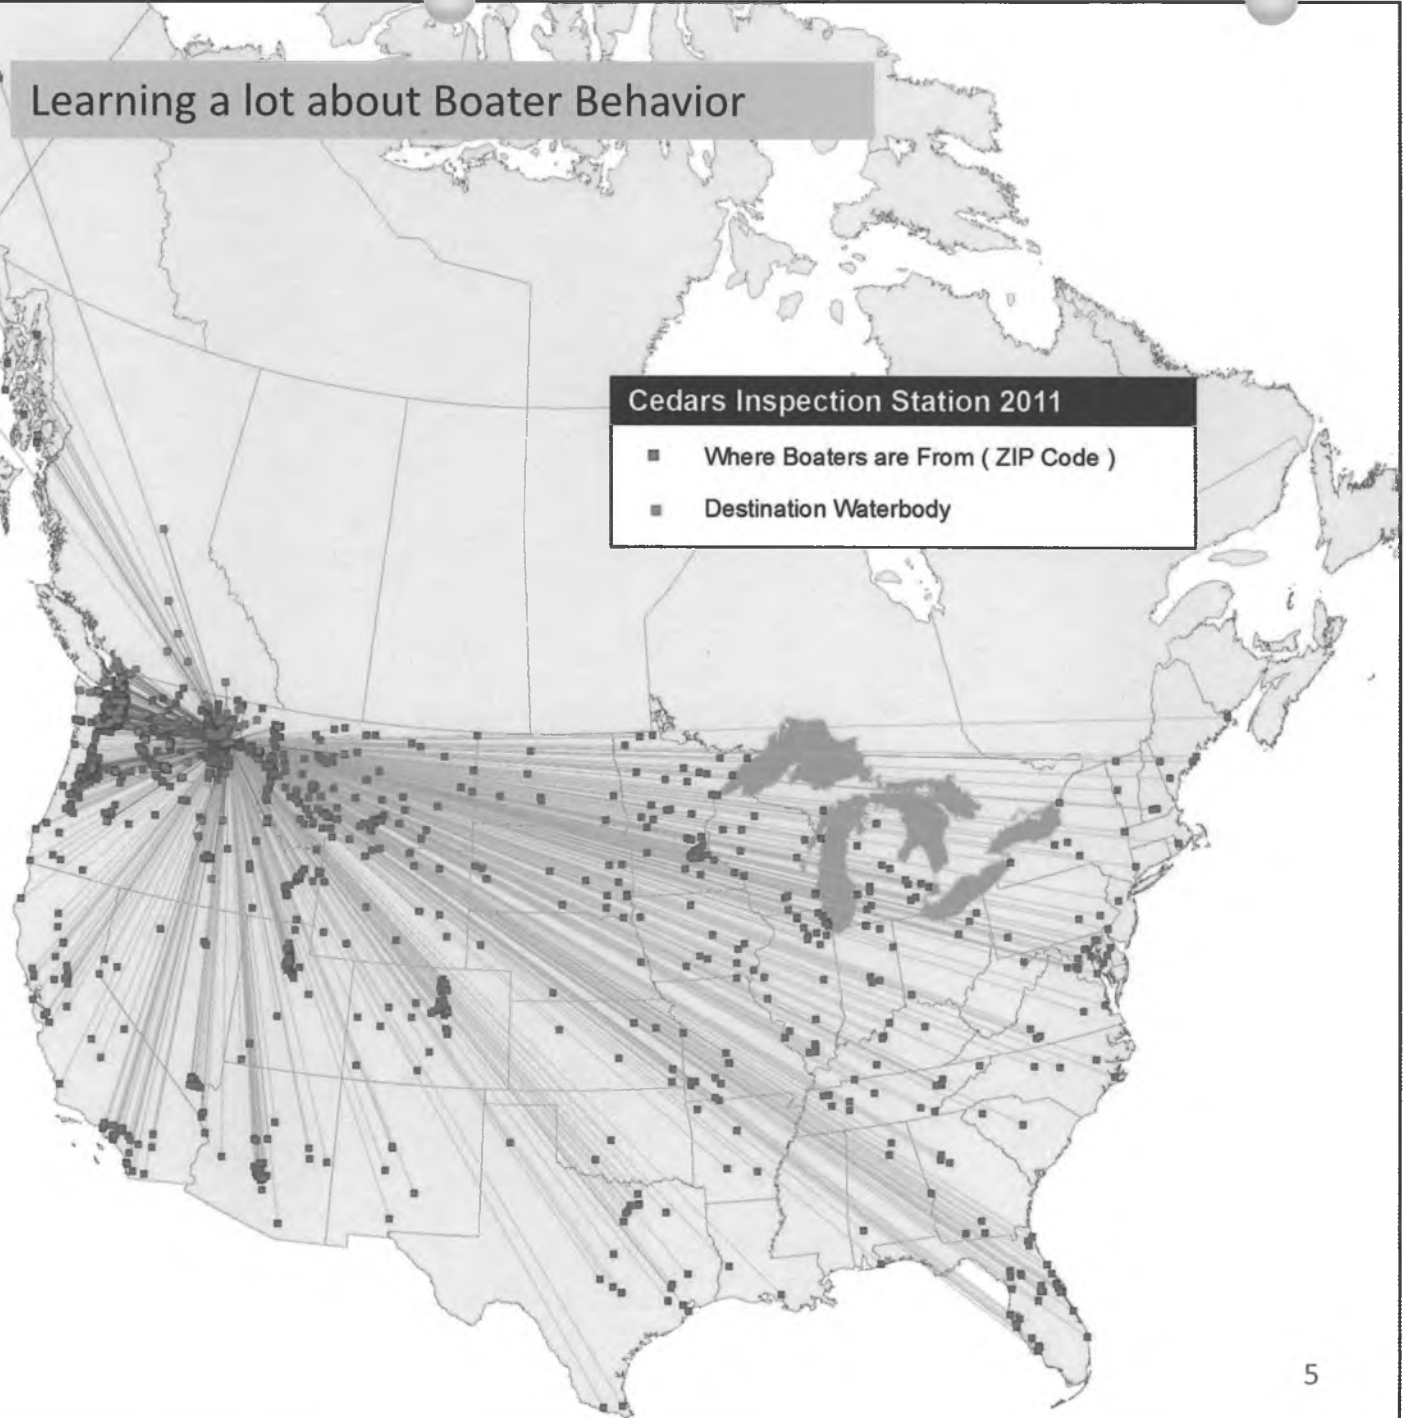 Learning a lot about Boater Behavior
Cedars Inspection Station 2011
Where Boaters are From ( ZIP Code )
Destination Waterbody
5